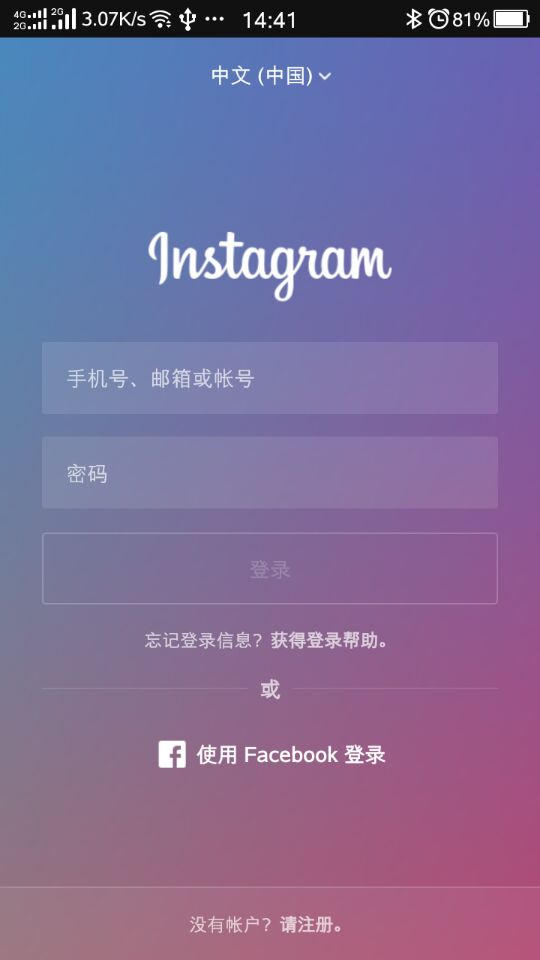 4G 2G 2G 3.07K/s 14:41 81%
中文 (中国)
Instagram
手机号、邮箱或帐号
密码
登录
忘记登录信息？获得登录帮助。
或
使用 Facebook 登录
没有帐户？请注册。